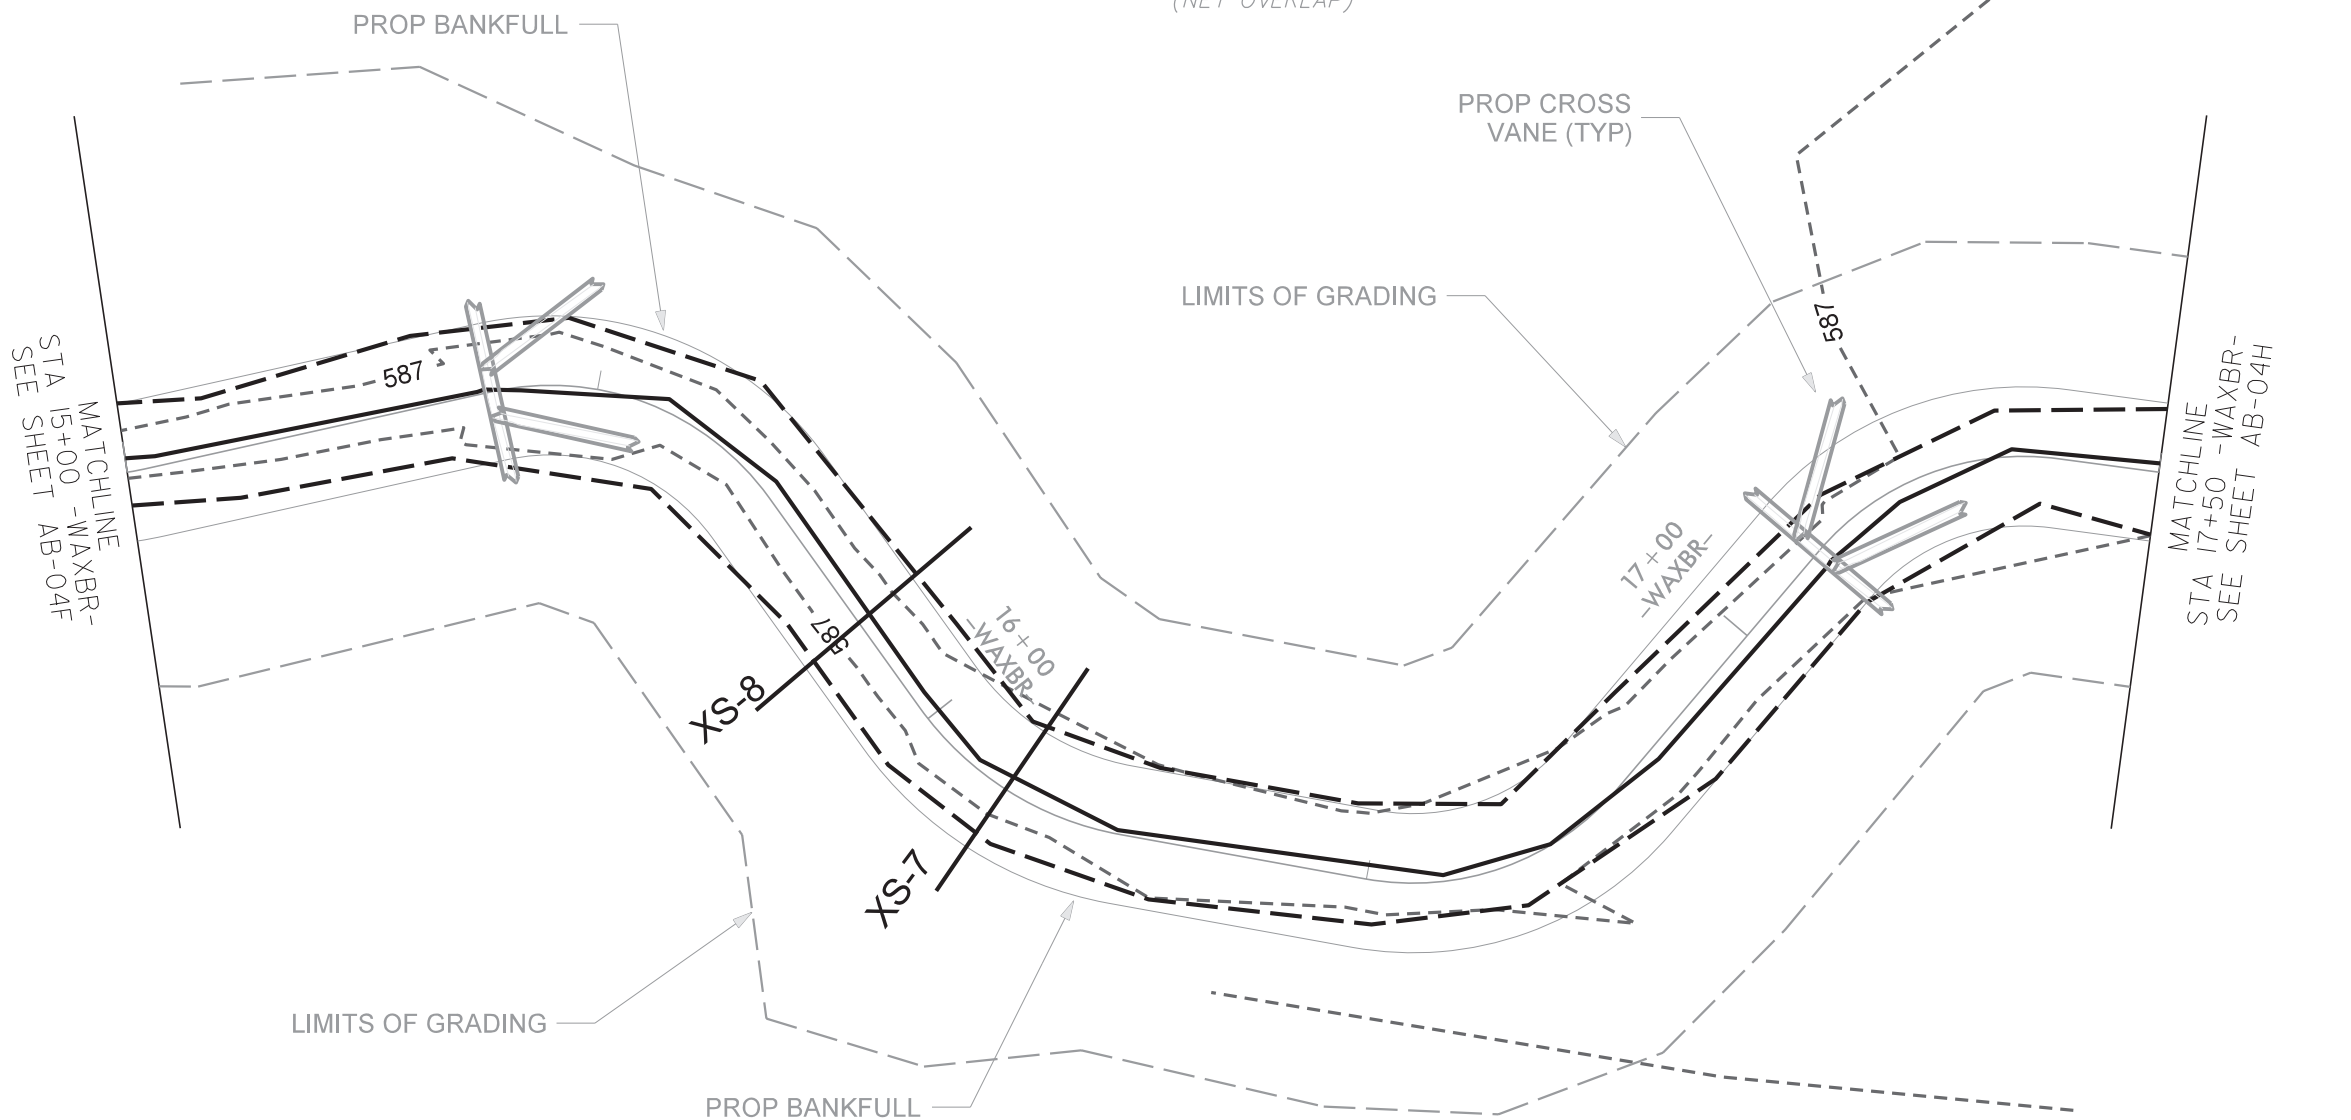 (NET OVERLAP)
PROP BANKFULL
PROP CROSS
VANE (TYP)
LIMITS OF GRADING
587
587
MATCHLINE
STA 15+00 -WAXBR-
SEE SHEET AB-04F
MATCHLINE
STA 17+50 -WAXBR-
SEE SHEET AB-04H
17+00
-WAXBR-
16+00
-WAXBR-
587
XS-8
XS-7
LIMITS OF GRADING
PROP BANKFULL